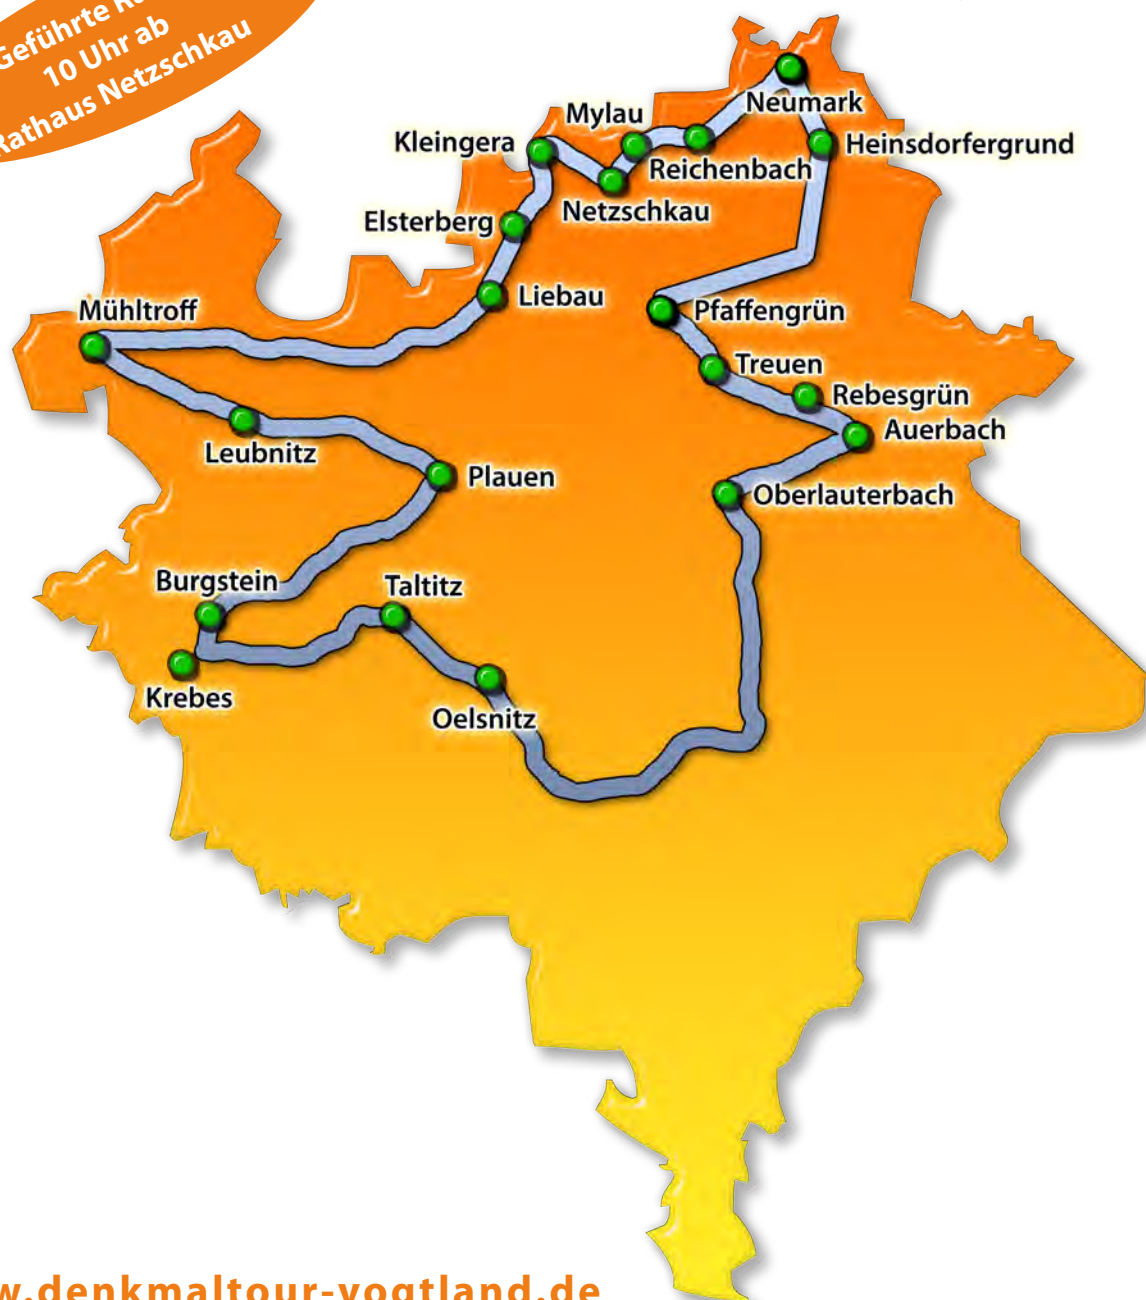 Geführte
10 Uhr ab
Rathaus Netzschkau
Neumark
Mylau
Kleingera
Heinsdorfergrund
Reichenbach
Netzschkau
Elsterberg
Liebau
Mühltroff
Pfaffengrün
Treuen
Rebesgrün
Auerbach
Leubnitz
Plauen
Oberlauterbach
Burgstein
Taltitz
Krebes
Oelsnitz
w.denkmaltour-vogtland.de